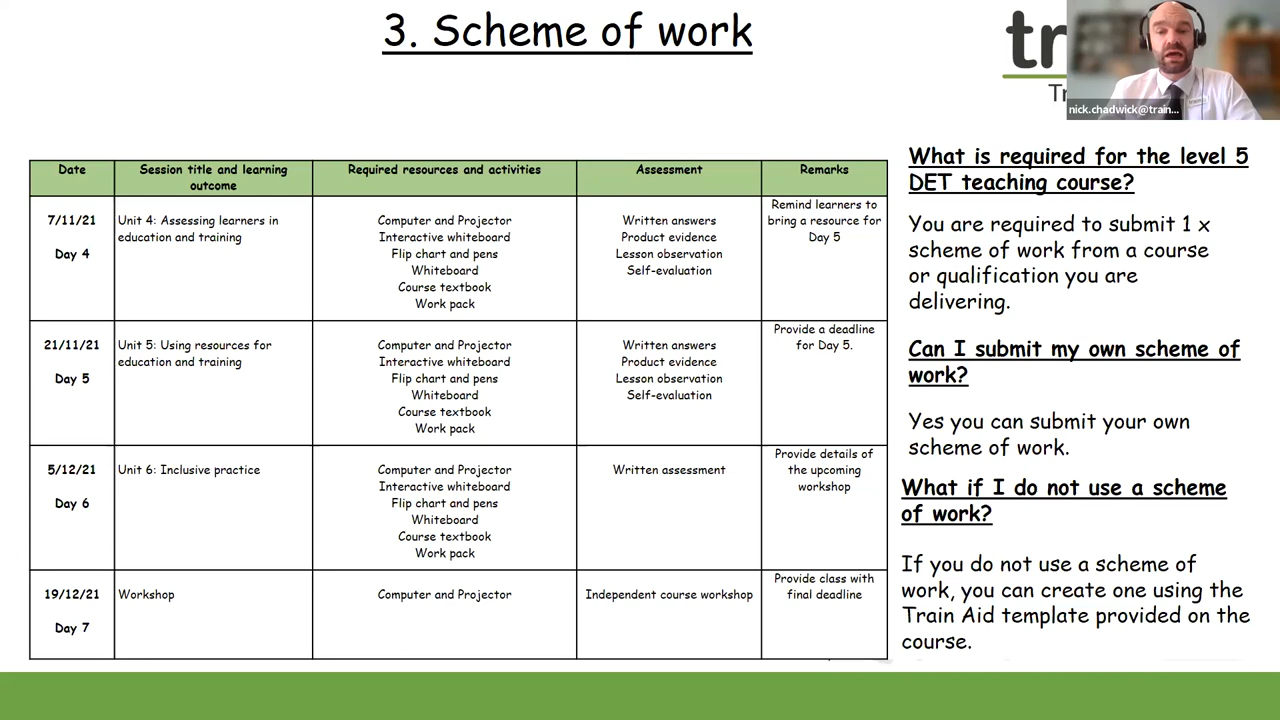 3. Scheme of work
nick.chadwick@train...
Date
Session title and learning
outcome
Required resources and activities
Assessment
Remarks
7/11/21
Day 4
Unit 4: Assessing learners in
education and training
Computer and Projector
Interactive whiteboard
Flip chart and pens
Whiteboard
Course textbook
Work pack
Written answers
Product evidence
Lesson observation
Self-evaluation
Remind learners to
bring a resource for
Day 5
21/11/21
Day 5
Unit 5: Using resources for
education and training
Computer and Projector
Interactive whiteboard
Flip chart and pens
Whiteboard
Course textbook
Work pack
Written answers
Product evidence
Lesson observation
Self-evaluation
Provide a deadline
for Day 5.
5/12/21
Day 6
Unit 6: Inclusive practice
Computer and Projector
Interactive whiteboard
Flip chart and pens
Whiteboard
Course textbook
Work pack
Written assessment
Provide details of
the upcoming
workshop
19/12/21
Day 7
Workshop
Computer and Projector
Independent course workshop
Provide class with
final deadline
What is required for the level 5
DET teaching course?
You are required to submit 1 x
scheme of work from a course
or qualification you are
delivering.
Can I submit my own scheme of
work?
Yes you can submit your own
scheme of work.
What if I do not use a scheme
of work?
If you do not use a scheme of
work, you can create one using the
Train Aid template provided on the
course.